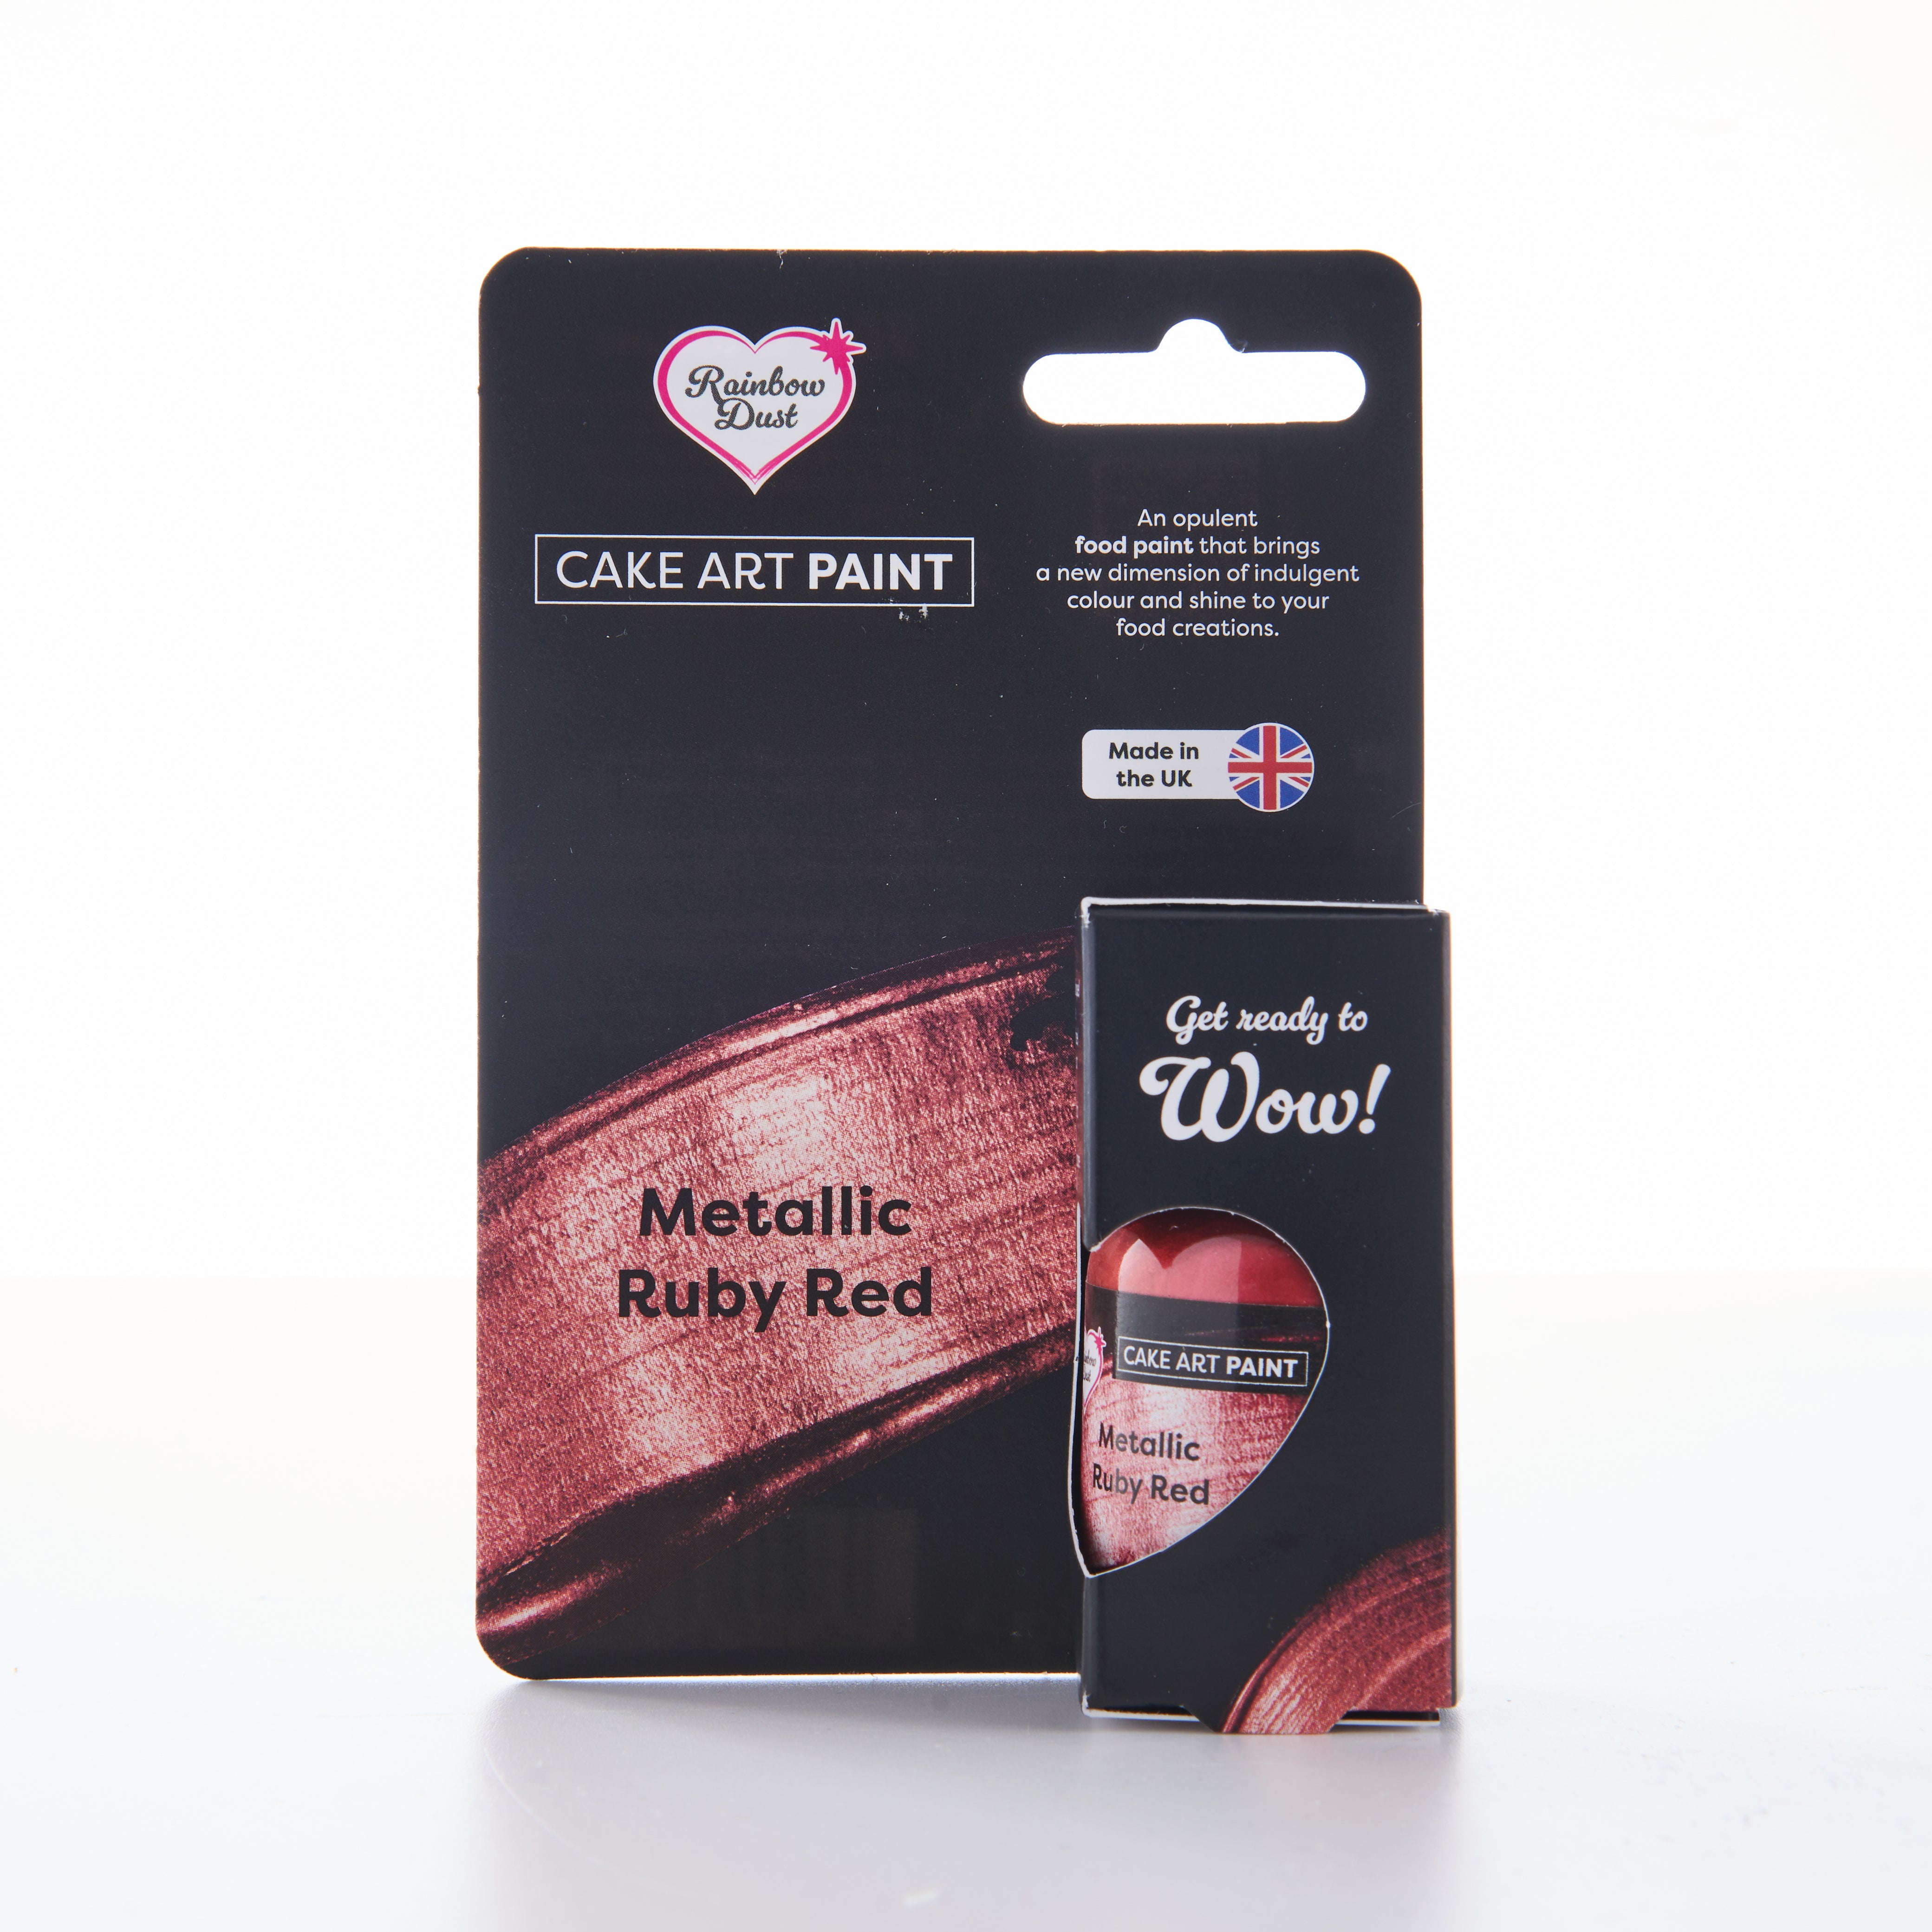 Rainbow
Dust
CAKE ART PAINT
An opulent
food paint that brings
a new dimension of indulgent
colour and shine to your
food creations.
Made in
the UK
Get ready to
Wow!
Metallic
Ruby Red
CAKE ART PAINT
Metallic
Ruby Red